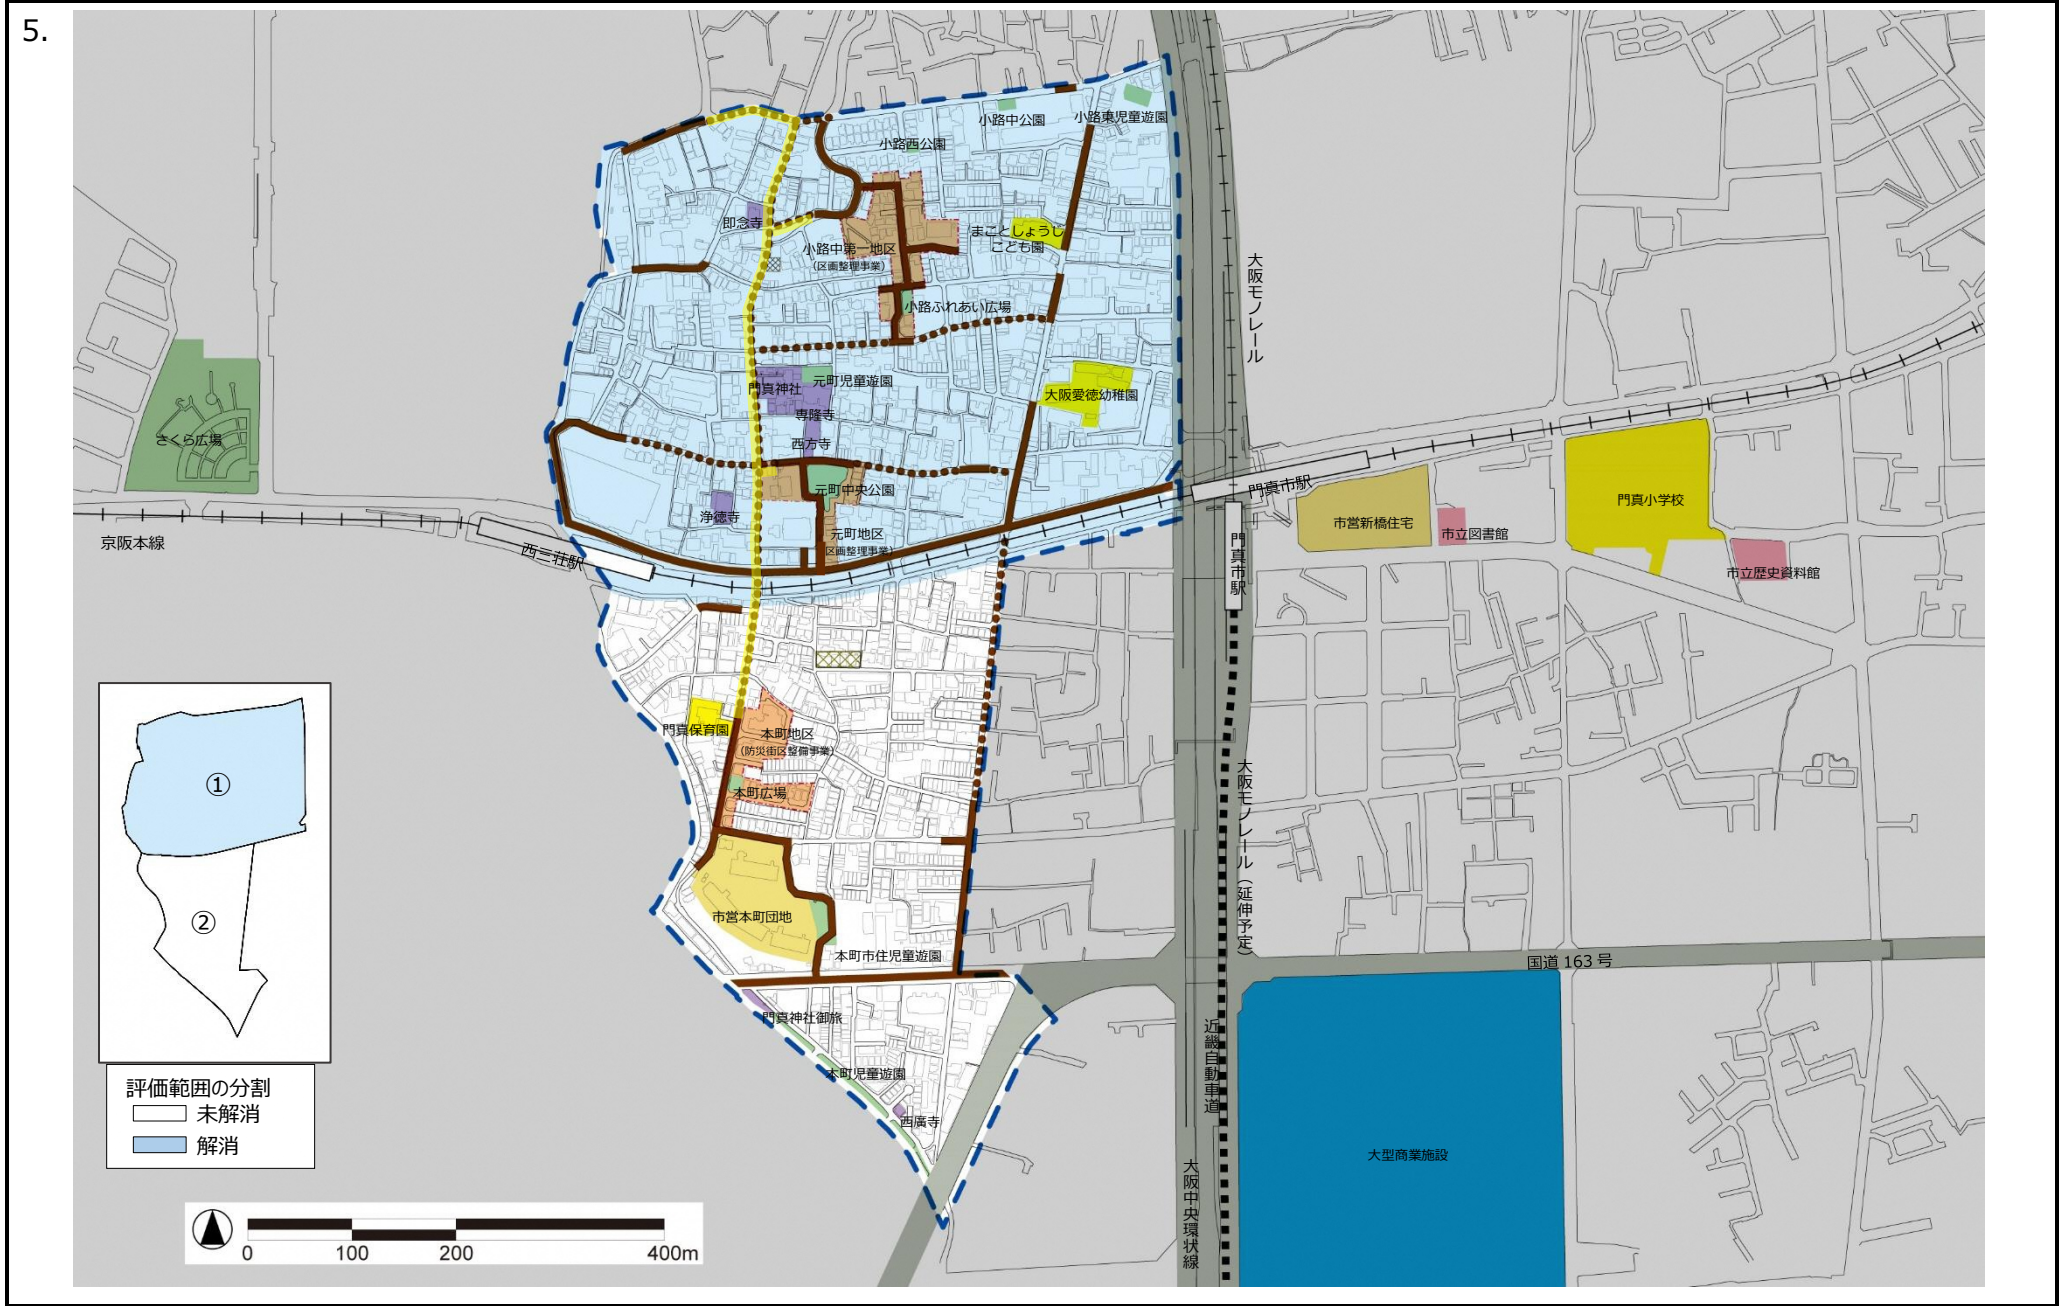 5.
小路中公園
小路東児童遊園
小路西公園
即念寺
まことしょうじ
こども園
小路中第一地区
(区画整理事業)
小路ふれあい広場
大阪モノレール
門真神社
元町児童遊園
専隆寺
西方寺
大阪愛徳幼稚園
さくら広場
元町中央公園
浄徳寺
元町地区
区画整理事業)
門真市駅
門真小学校
市営新橋住宅
市立図書館
市立歴史資料館
京阪本線
西三荘駅
門真市駅
門真保育園
本町地区
(防災街区整備事業)
本町広場
大阪モノレール(延伸予定)
市営本町団地
本町市住児童遊園
国道163号
門真神社御旅
本町児童遊園
西廣寺
近畿自動車道
大阪中央環状線
大型商業施設
①
②
評価範囲の分割
未解消
解消
0 100 200 400m